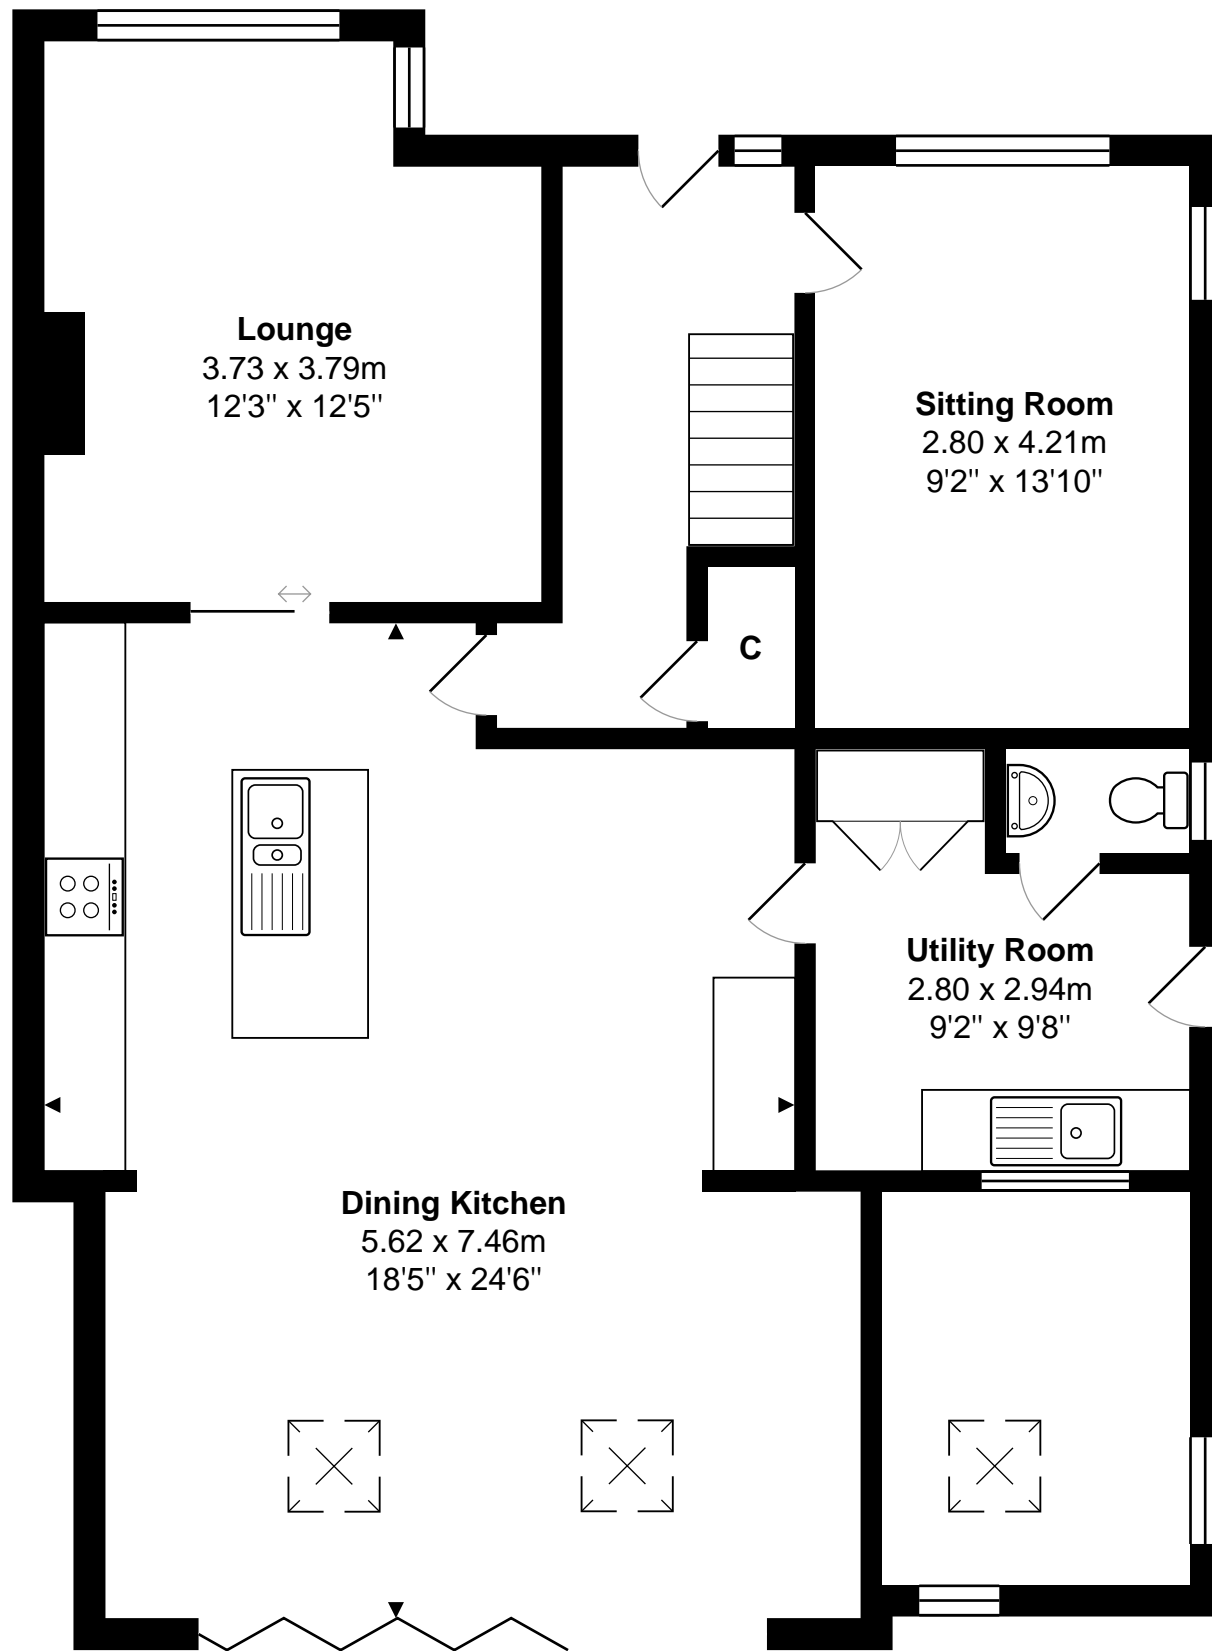 Lounge
3.73 x 3.79m
12'3" x 12'5"
Sitting Room
2.80 x 4.21m
9'2" x 13'10"
C
Utility Room
2.80 x 2.94m
9'2" x 9'8"
Dining Kitchen
5.62 x 7.46m
18'5" x 24'6"